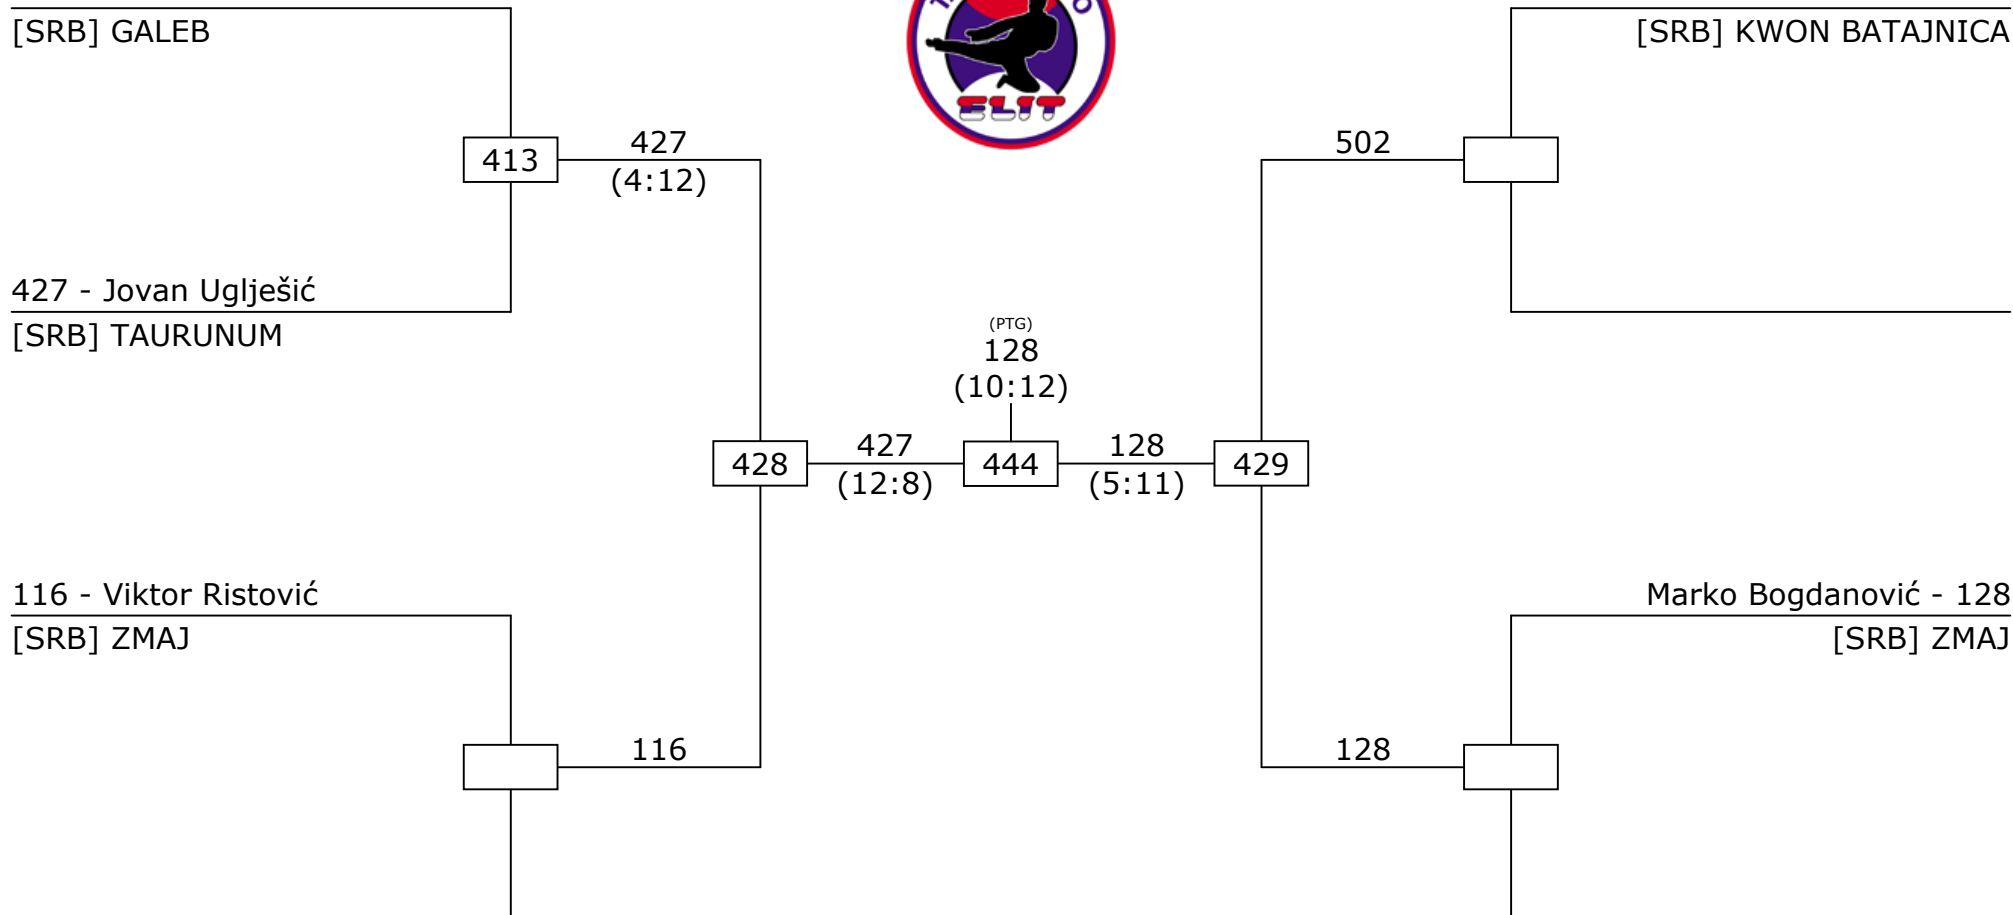 [SRB] GALEB
ELIT
[SRB] KWON BATAJNICA
413
427
(4:12)
502
427 - Jovan Uglješić
[SRB] TAURUNUM
(PTG)
128
(10:12)
428
427
(12:8)
444
128
(5:11)
429
116 - Viktor Ristović
[SRB] ZMAJ
Marko Bogdanović - 128
[SRB] ZMAJ
116
128